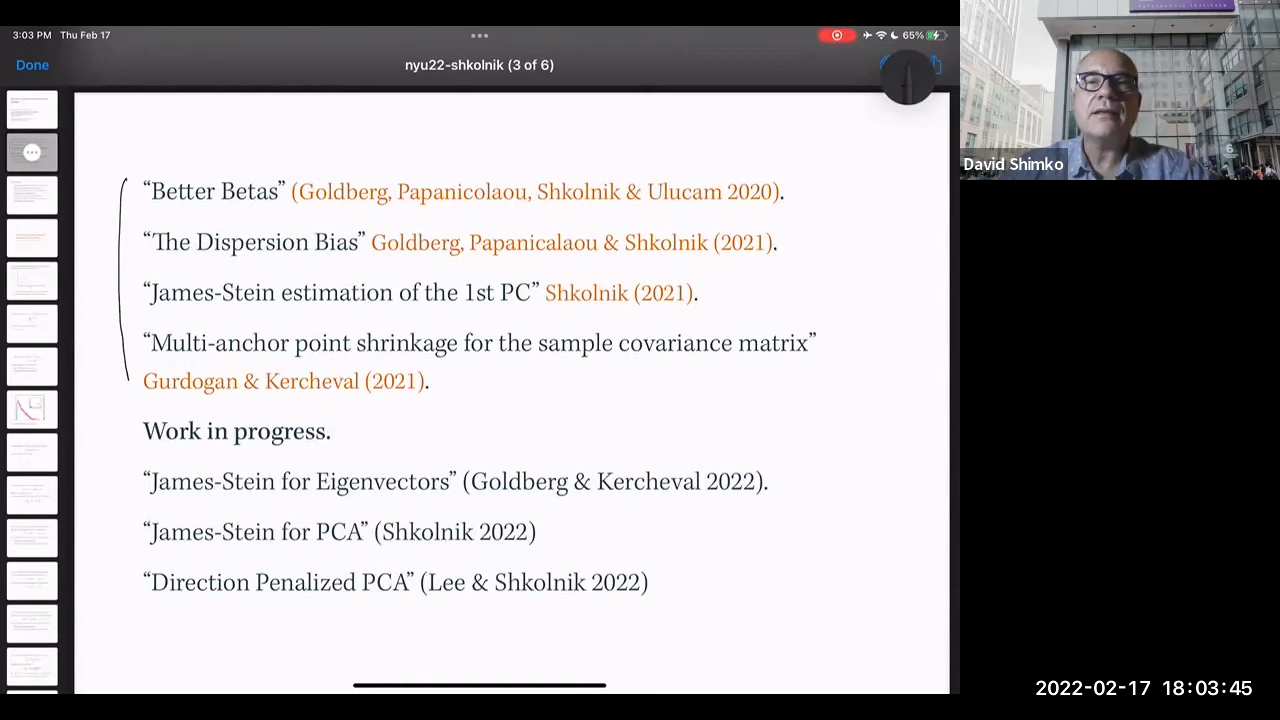 3:03 PM Thu Feb 17
65%
Done
nyu22-shkolnik (3 of 6)
“Better Betas” (Goldberg, Papanicolaou, Shkolnik & Ulucam 2020).
“The Dispersion Bias” Goldberg, Papanicalaou & Shkolnik (2021).
“James-Stein estimation of the 1st PC” Shkolnik (2021).
“Multi-anchor point shrinkage for the sample covariance matrix”
Gurdogan & Kercheval (2021).
Work in progress.
“James-Stein for Eigenvectors” (Goldberg & Kercheval 2022).
“James-Stein for PCA” (Shkolnik 2022)
“Direction Penalized PCA” (Lee & Shkolnik 2022)
Polytechnic Institute
6
David Shimko
2022-02-17 18:03:45